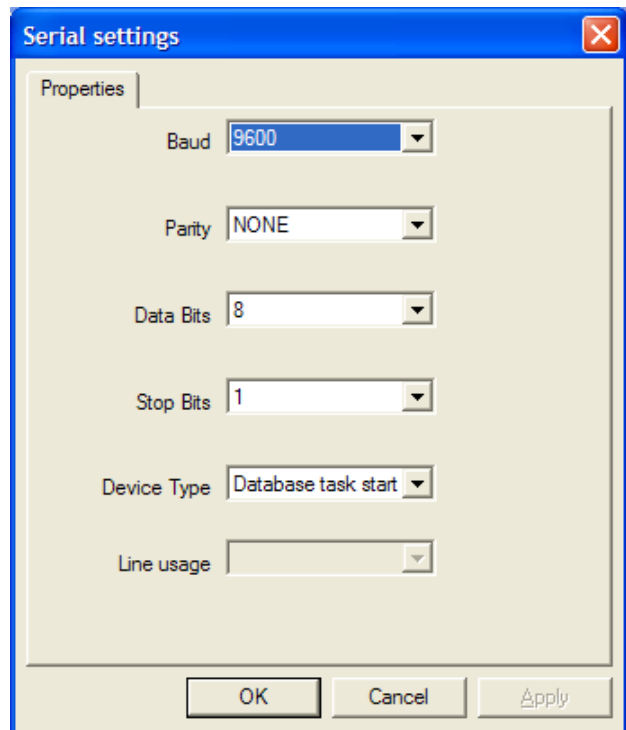 Serial settings
Properties
Baud 9600
Parity NONE
Data Bits 8
Stop Bits 1
Device Type Database task start
Line usage
OK Cancel Apply